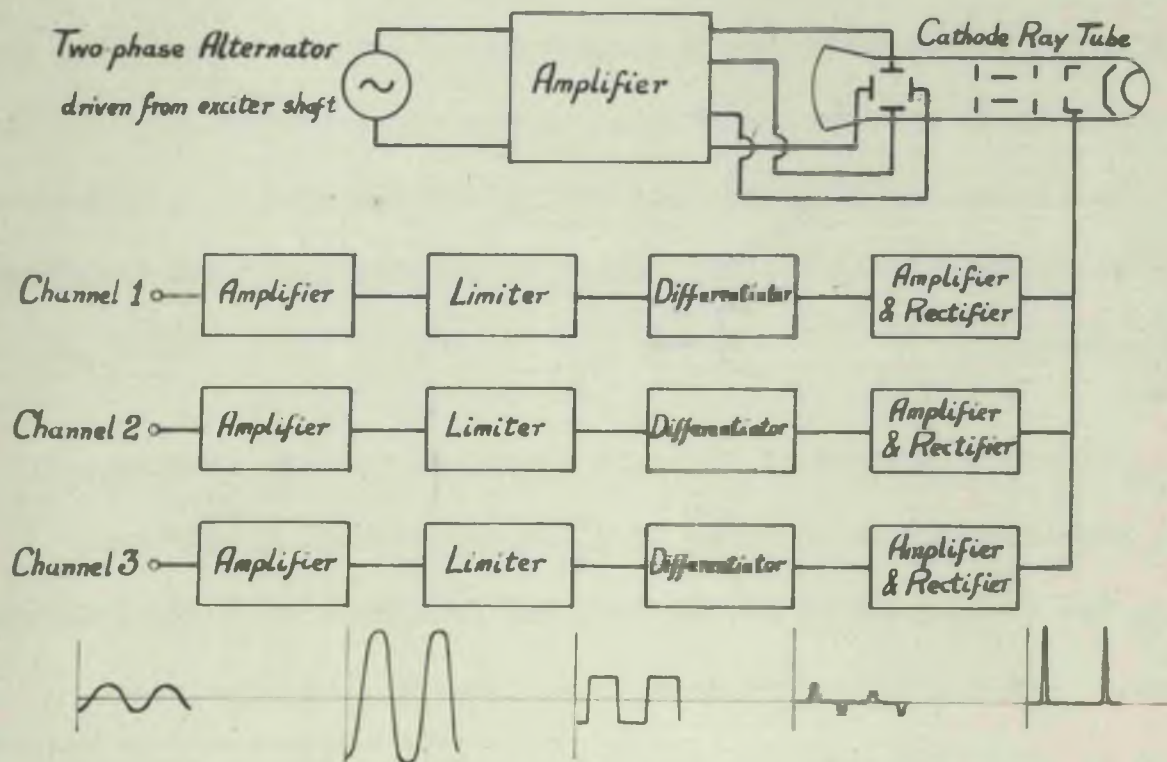 Two-phase Alternator
driven from exciter shaft
Amplifier
Cathode Ray Tube
Channel 1
Amplifier
Limiter
Differentiator
Amplifier
& Rectifier
Channel 2
Amplifier
Limiter
Differentiator
Amplifier
& Rectifier
Channel 3
Amplifier
Limiter
Differentiator
Amplifier
& Rectifier